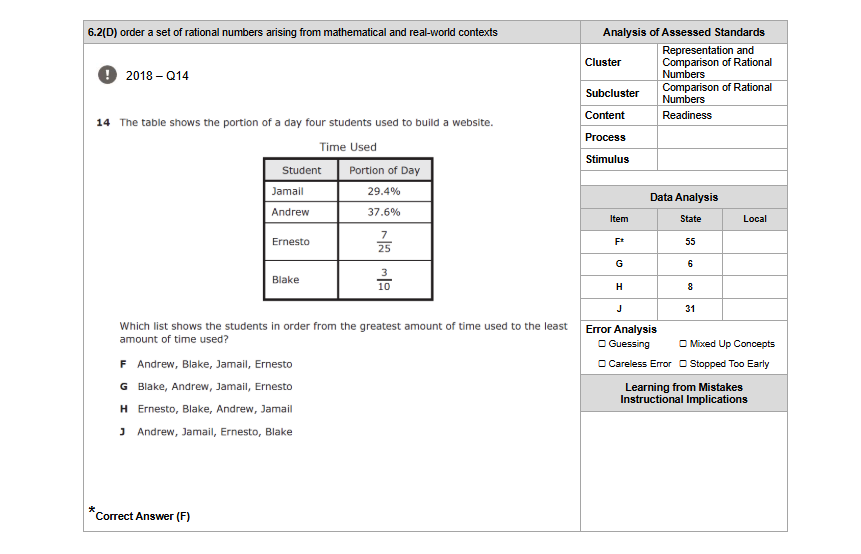 6.2(D) order a set of rational numbers arising from mathematical and real-world contexts
! 2018 – Q14
14 The table shows the portion of a day four students used to build a website.
Time Used
Student Portion of Day
Jamail 29.4%
Andrew 37.6%
Ernesto 7/25
Blake 3/10
Which list shows the students in order from the greatest amount of time used to the least
amount of time used?
F Andrew, Blake, Jamail, Ernesto
G Blake, Andrew, Jamail, Ernesto
H Ernesto, Blake, Andrew, Jamail
J Andrew, Jamail, Ernesto, Blake
*Correct Answer (F)
Analysis of Assessed Standards
Cluster Representation and
Comparison of Rational
Numbers
Subcluster Comparison of Rational
Numbers
Content Readiness
Process
Stimulus
Data Analysis
Item State Local
F* 55
G 6
H 8
J 31
Error Analysis
☐ Guessing ☐ Mixed Up Concepts
☐ Careless Error ☐ Stopped Too Early
Learning from Mistakes
Instructional Implications